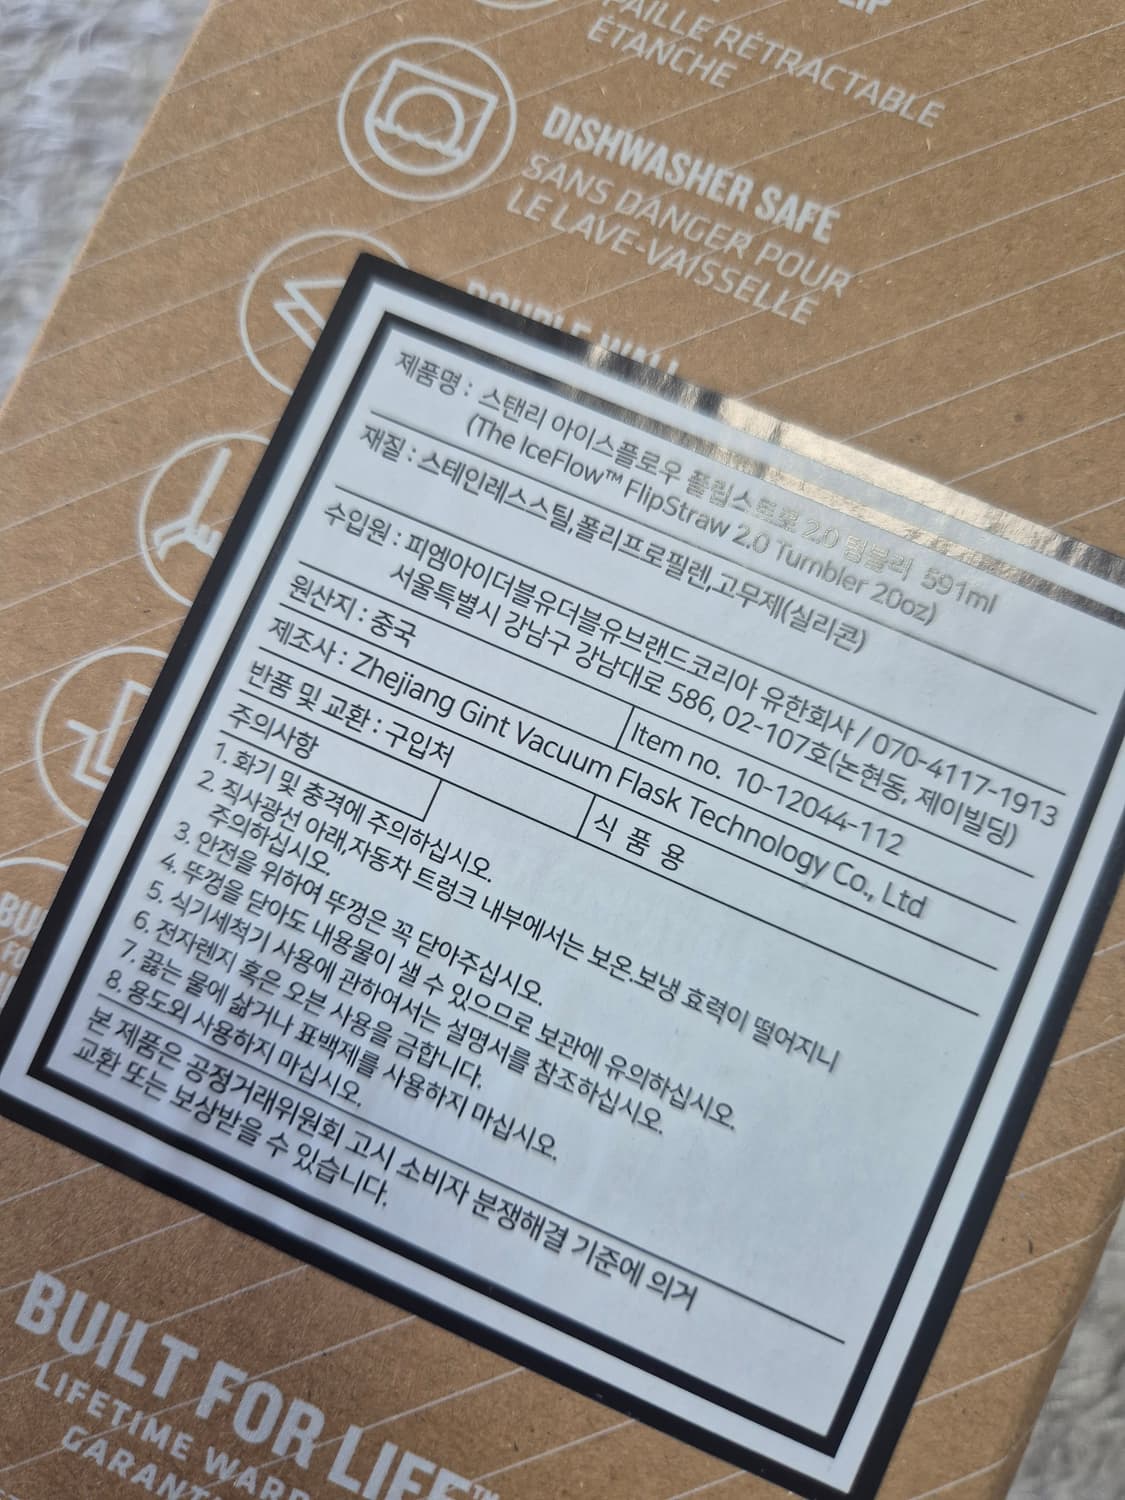 PAILLE RÉTRACTABLE
ÉTANCHE
DISHWASHER SAFE
SANS DANGER POUR
LE LAVE-VAISSELLE
DOUBLE WALL
제품명 : 스탠리 아이스플로우 플립스트로 2.0 텀블러 591ml
(The IceFlow™ FlipStraw 2.0 Tumbler 20oz)
재질 : 스테인레스스틸,폴리프로필렌,고무제(실리콘)
수입원 : 피엠아이더블유더블유브랜드코리아 유한회사 / 070-4117-1913
서울특별시 강남구 강남대로 586, 02-107호(논현동, 제이빌딩)
원산지 : 중국
Item no. 10-12044-112
제조사 : Zhejiang Gint Vacuum Flask Technology Co., Ltd
반품 및 교환 : 구입처
식 품 용
주의사항
1. 화기 및 충격에 주의하십시오.
2. 직사광선 아래,자동차 트렁크 내부에서는 보온.보냉 효력이 떨어지니
주의하십시오.
3. 안전을 위하여 뚜껑은 꼭 닫아주십시오.
4. 뚜껑을 닫아도 내용물이 샐 수 있으므로 보관에 유의하십시오.
5. 식기세척기 사용에 관하여서는 설명서를 참조하십시오.
6. 전자렌지 혹은 오븐 사용을 금합니다.
7. 끓는 물에 삶거나 표백제를 사용하지 마십시오.
8. 용도외 사용하지 마십시오.
본 제품은 공정거래위원회 고시 소비자 분쟁해결 기준에 의거
교환 또는 보상받을 수 있습니다.
BUILT FOR LIFE™
LIFETIME WARR
GARANT